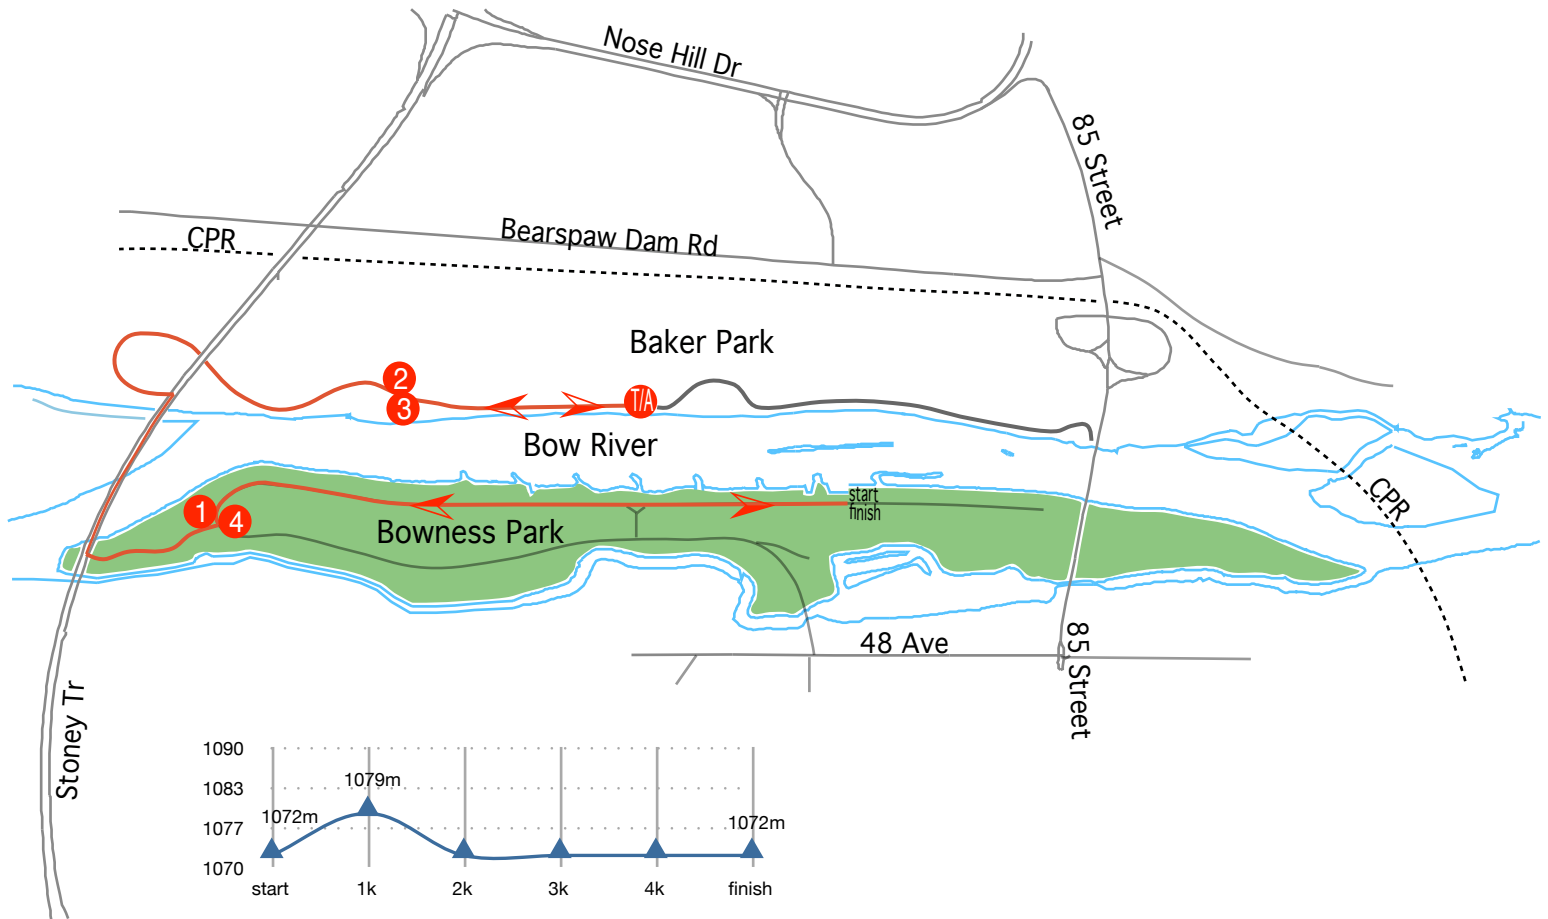 Nose Hill Dr
85 Street
CPR
Bearspaw Dam Rd
Baker Park
2
3
T/A
Bow River
CPR
start
finish
1
4
Bowness Park
48 Ave
85 Street
Stoney Tr
1090
1083
1077
1070
1072m
1079m
1072m
start
1k
2k
3k
4k
finish